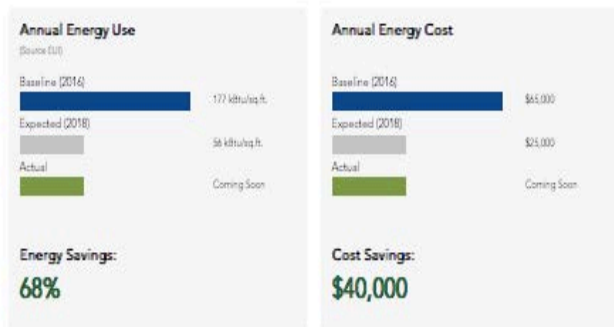 Annual Energy Use
(Source EUI)
Baseline (2016)
177 kBtu/sq.ft.
Expected (2018)
56 kBtu/sq.ft.
Actual
Coming Soon
Energy Savings:
68%
Annual Energy Cost
Baseline (2016)
$65,000
Expected (2018)
$25,000
Actual
Coming Soon
Cost Savings:
$40,000